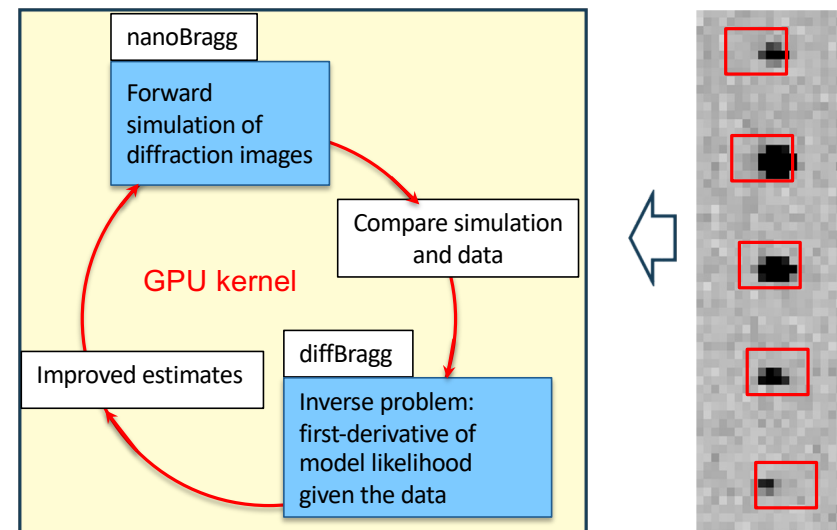 nanoBragg
Forward
simulation of
diffraction images
Compare simulation
and data
GPU kernel
diffBragg
Improved estimates
Inverse problem:
first-derivative of
model likelihood
given the data